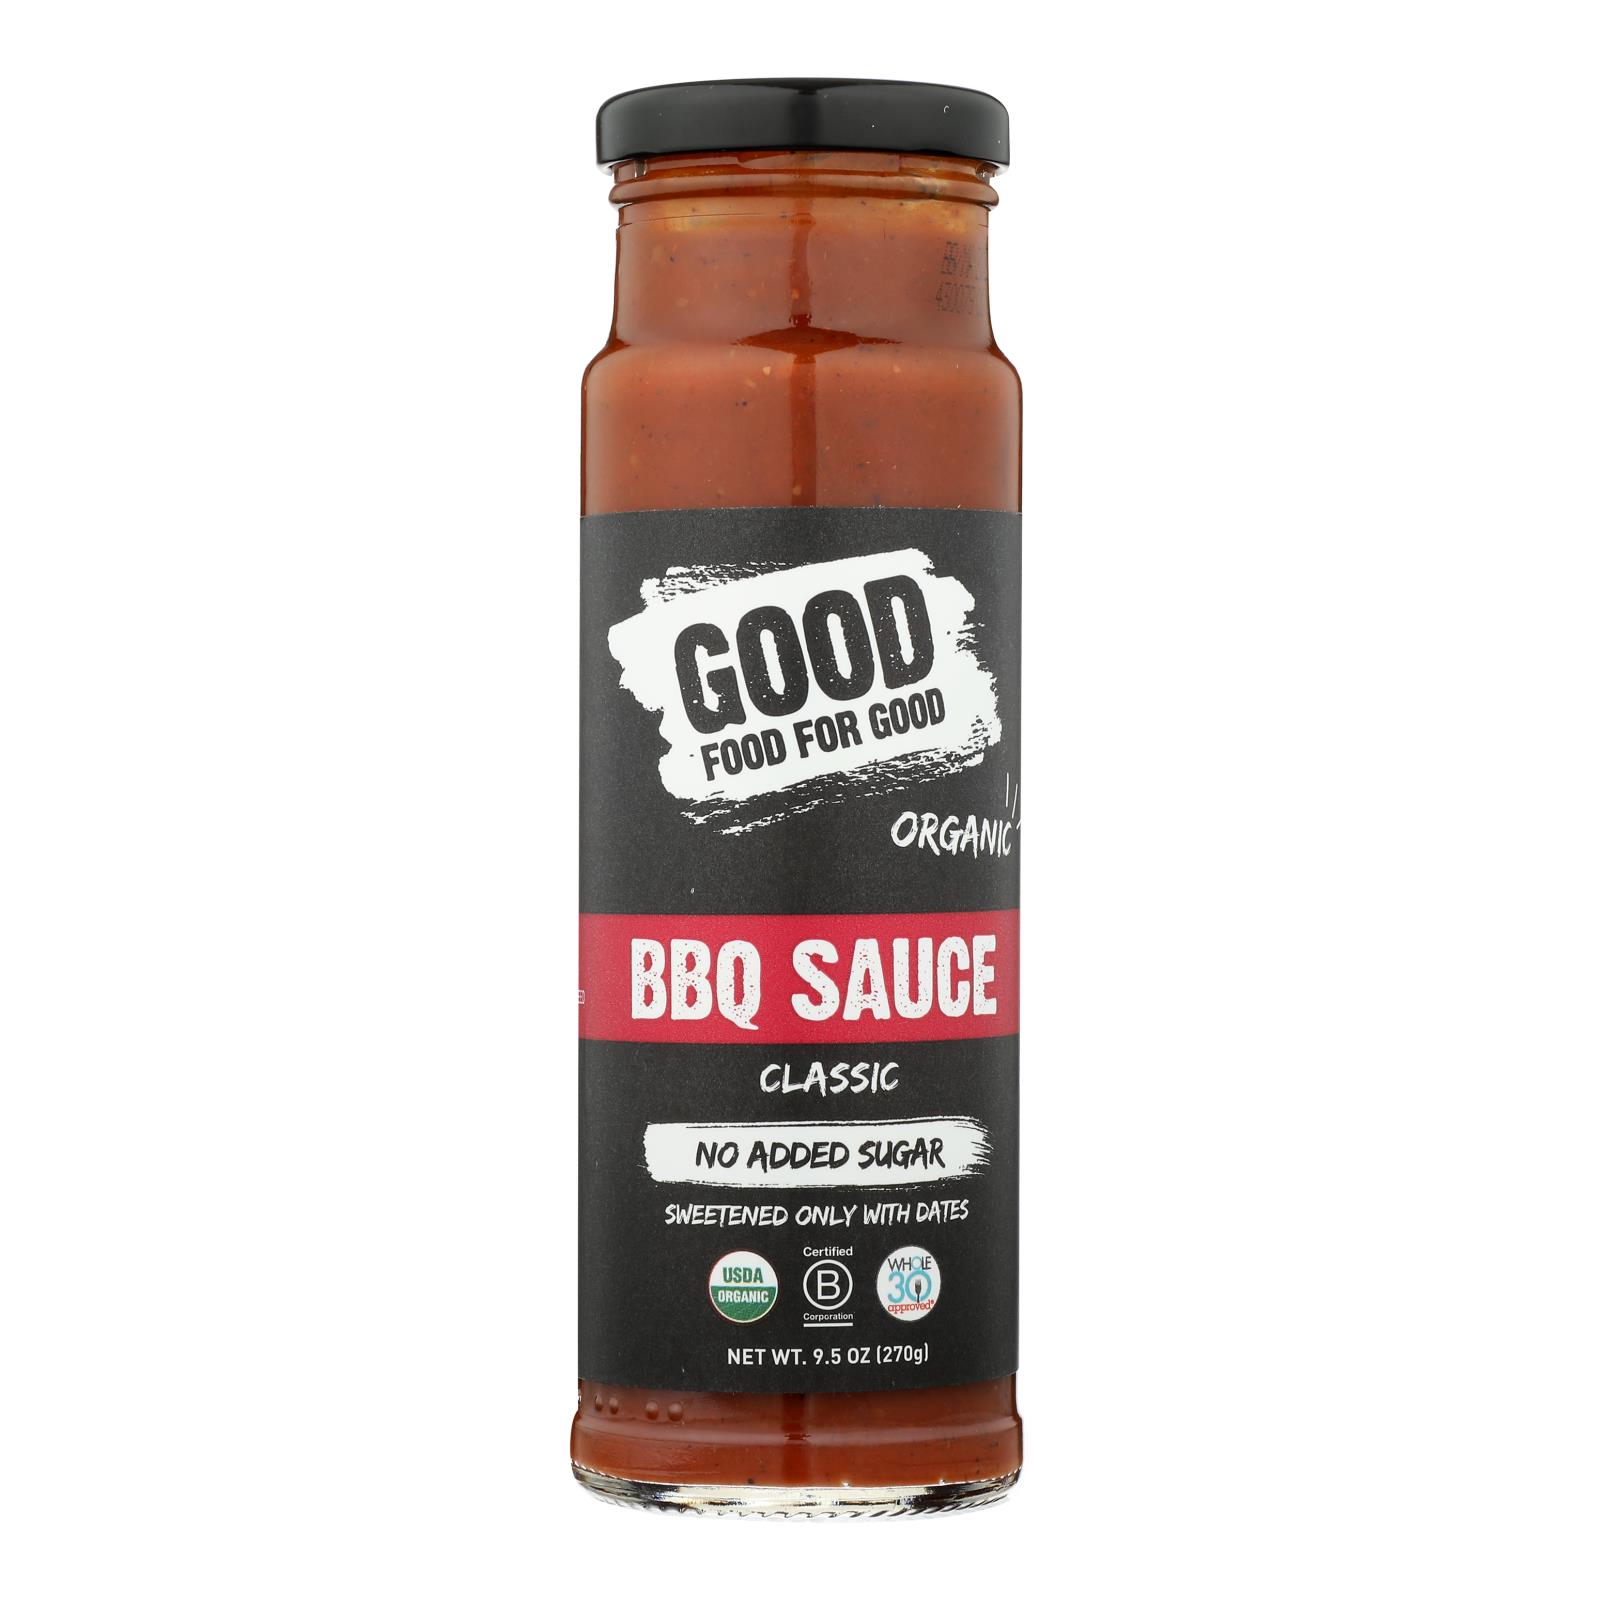 GOOD
FOOD FOR GOOD
ORGANIC
BBQ SAUCE
CLASSIC
NO ADDED SUGAR
SWEETENED ONLY WITH DATES
USDA
ORGANIC
Certified
B
Corporation
WHOLE
30
approved®
NET WT. 9.5 OZ (270g)